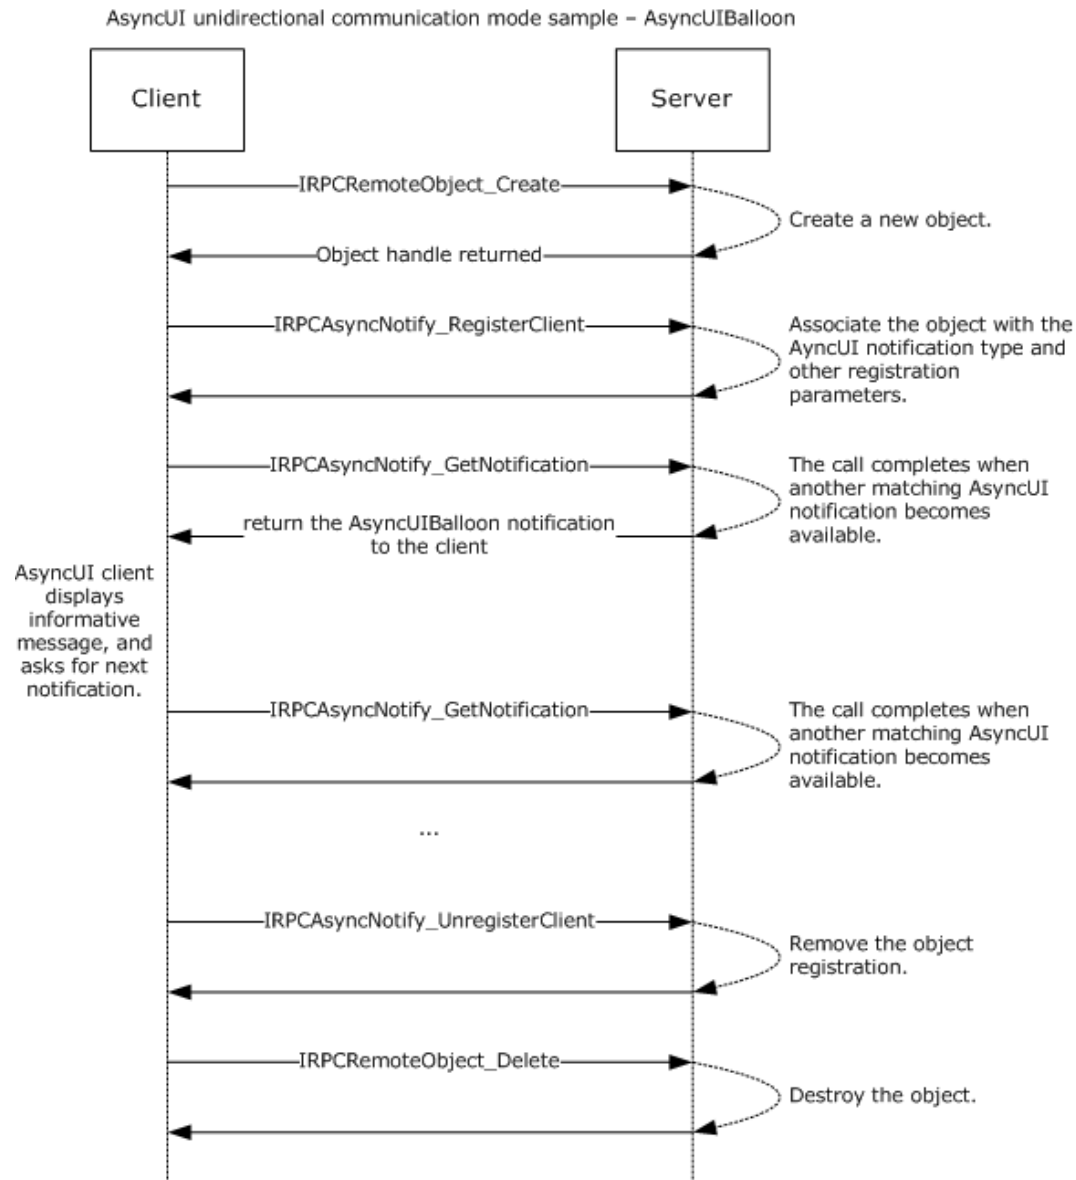 AsyncUI unidirectional communication mode sample – AsyncUIBalloon
Client
Server
IRPCRemoteObject_Create
Create a new object.
Object handle returned
IRPCAsyncNotify_RegisterClient
Associate the object with the
AyncUI notification type and
other registration
parameters.
IRPCAsyncNotify_GetNotification
The call completes when
another matching AsyncUI
notification becomes
available.
return the AsyncUIBalloon notification
to the client
AsyncUI client
displays
informative
message, and
asks for next
notification.
IRPCAsyncNotify_GetNotification
The call completes when
another matching AsyncUI
notification becomes
available.
...
IRPCAsyncNotify_UnregisterClient
Remove the object
registration.
IRPCRemoteObject_Delete
Destroy the object.